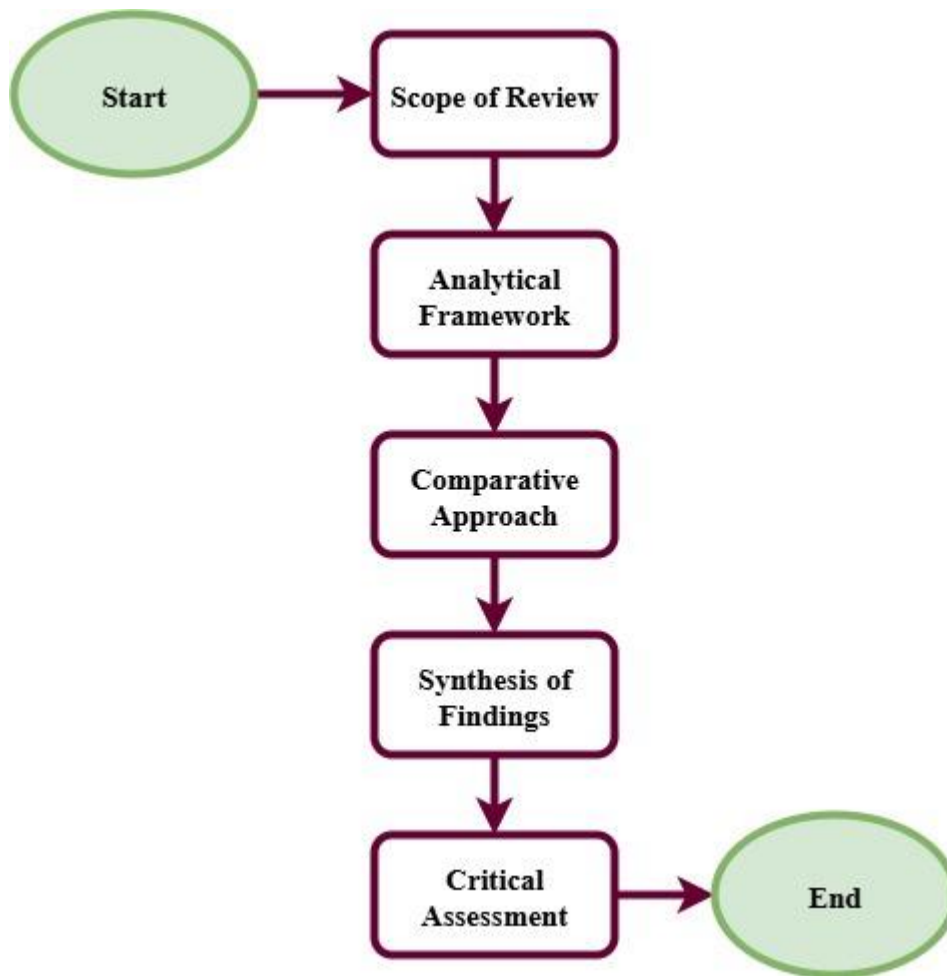 Start
Scope of Review
Analytical
Framework
Comparative
Approach
Synthesis of
Findings
Critical
Assessment
End